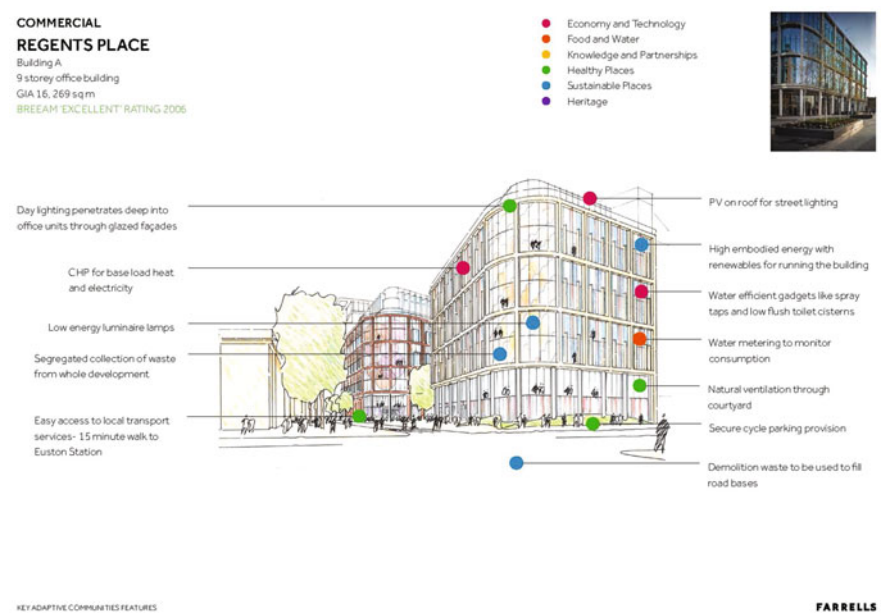 COMMERCIAL
REGENTS PLACE
Building A
9 storey office building
GIA 16, 269 sq m
BREEAM 'EXCELLENT' RATING 2006
Economy and Technology
Food and Water
Knowledge and Partnerships
Healthy Places
Sustainable Places
Heritage
Day lighting penetrates deep into
office units through glazed façades
CHP for base load heat
and electricity
Low energy luminaire lamps
Segregated collection of waste
from whole development
Easy access to local transport
services- 15 minute walk to
Euston Station
PV on roof for street lighting
High embodied energy with
renewables for running the building
Water efficient gadgets like spray
taps and low flush toilet cisterns
Water metering to monitor
consumption
Natural ventilation through
courtyard
Secure cycle parking provision
Demolition waste to be used to fill
road bases
KEY ADAPTIVE COMMUNITIES FEATURES
FARRELLS